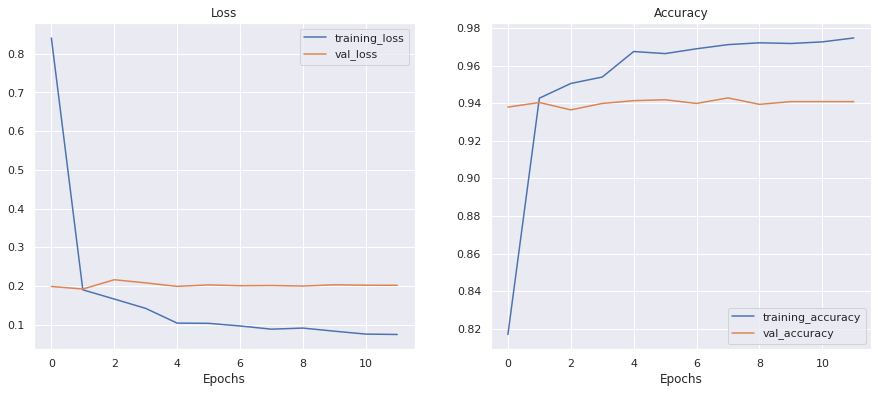 Loss
0.8
0.7
0.6
0.5
0.4
0.3
0.2
0.1
training_loss
val_loss
0 2 4 6 8 10
Epochs
Accuracy
0.98
0.96
0.94
0.92
0.90
0.88
0.86
0.84
0.82
training_accuracy
val_accuracy
0 2 4 6 8 10
Epochs